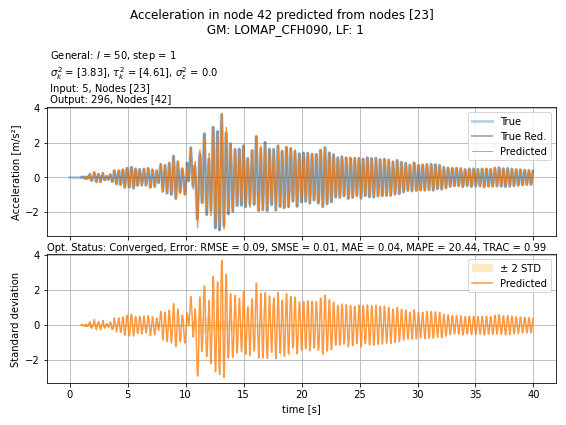 Acceleration in node 42 predicted from nodes [23]
GM: LOMAP_CFH090, LF: 1
General: l = 50, step = 1
σ²ₖ = [3.83], τ²ₖ = [4.61], σ²ε = 0.0
Input: 5, Nodes [23]
Output: 296, Nodes [42]
Acceleration [m/s²]
4
2
0
−2
True
True Red.
Predicted
Opt. Status: Converged, Error: RMSE = 0.09, SMSE = 0.01, MAE = 0.04, MAPE = 20.44, TRAC = 0.99
Standard deviation
4
2
0
−2
± 2 STD
Predicted
0 5 10 15 20 25 30 35 40
time [s]